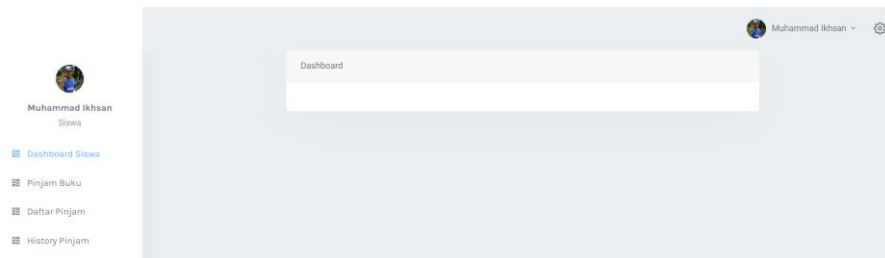 Muhammad Ikhsan
Dashboard
Muhammad Ikhsan
Siswa
Dashboard Siswa
Pinjam Buku
Daftar Pinjam
History Pinjam